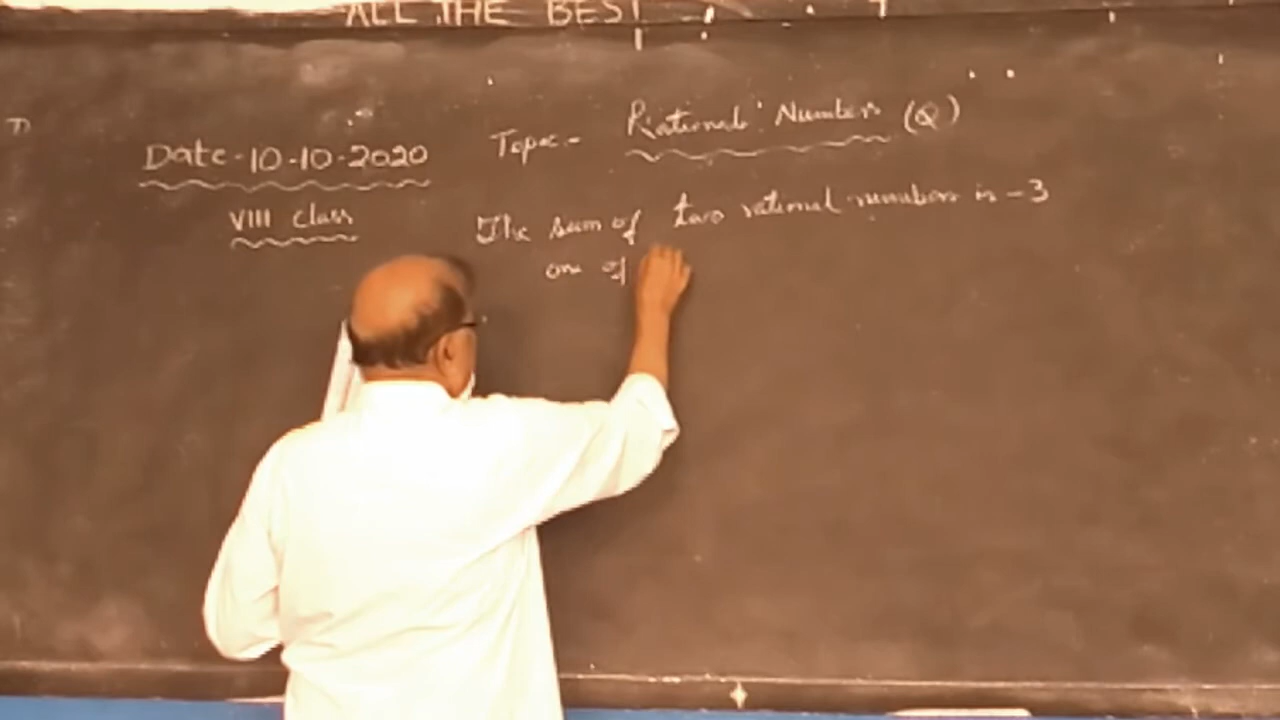 ALL THE BEST
Date-10-10-2020
Topic- Rational Numbers (Q)
VIII Class
The sum of two rational numbers is -3
one of